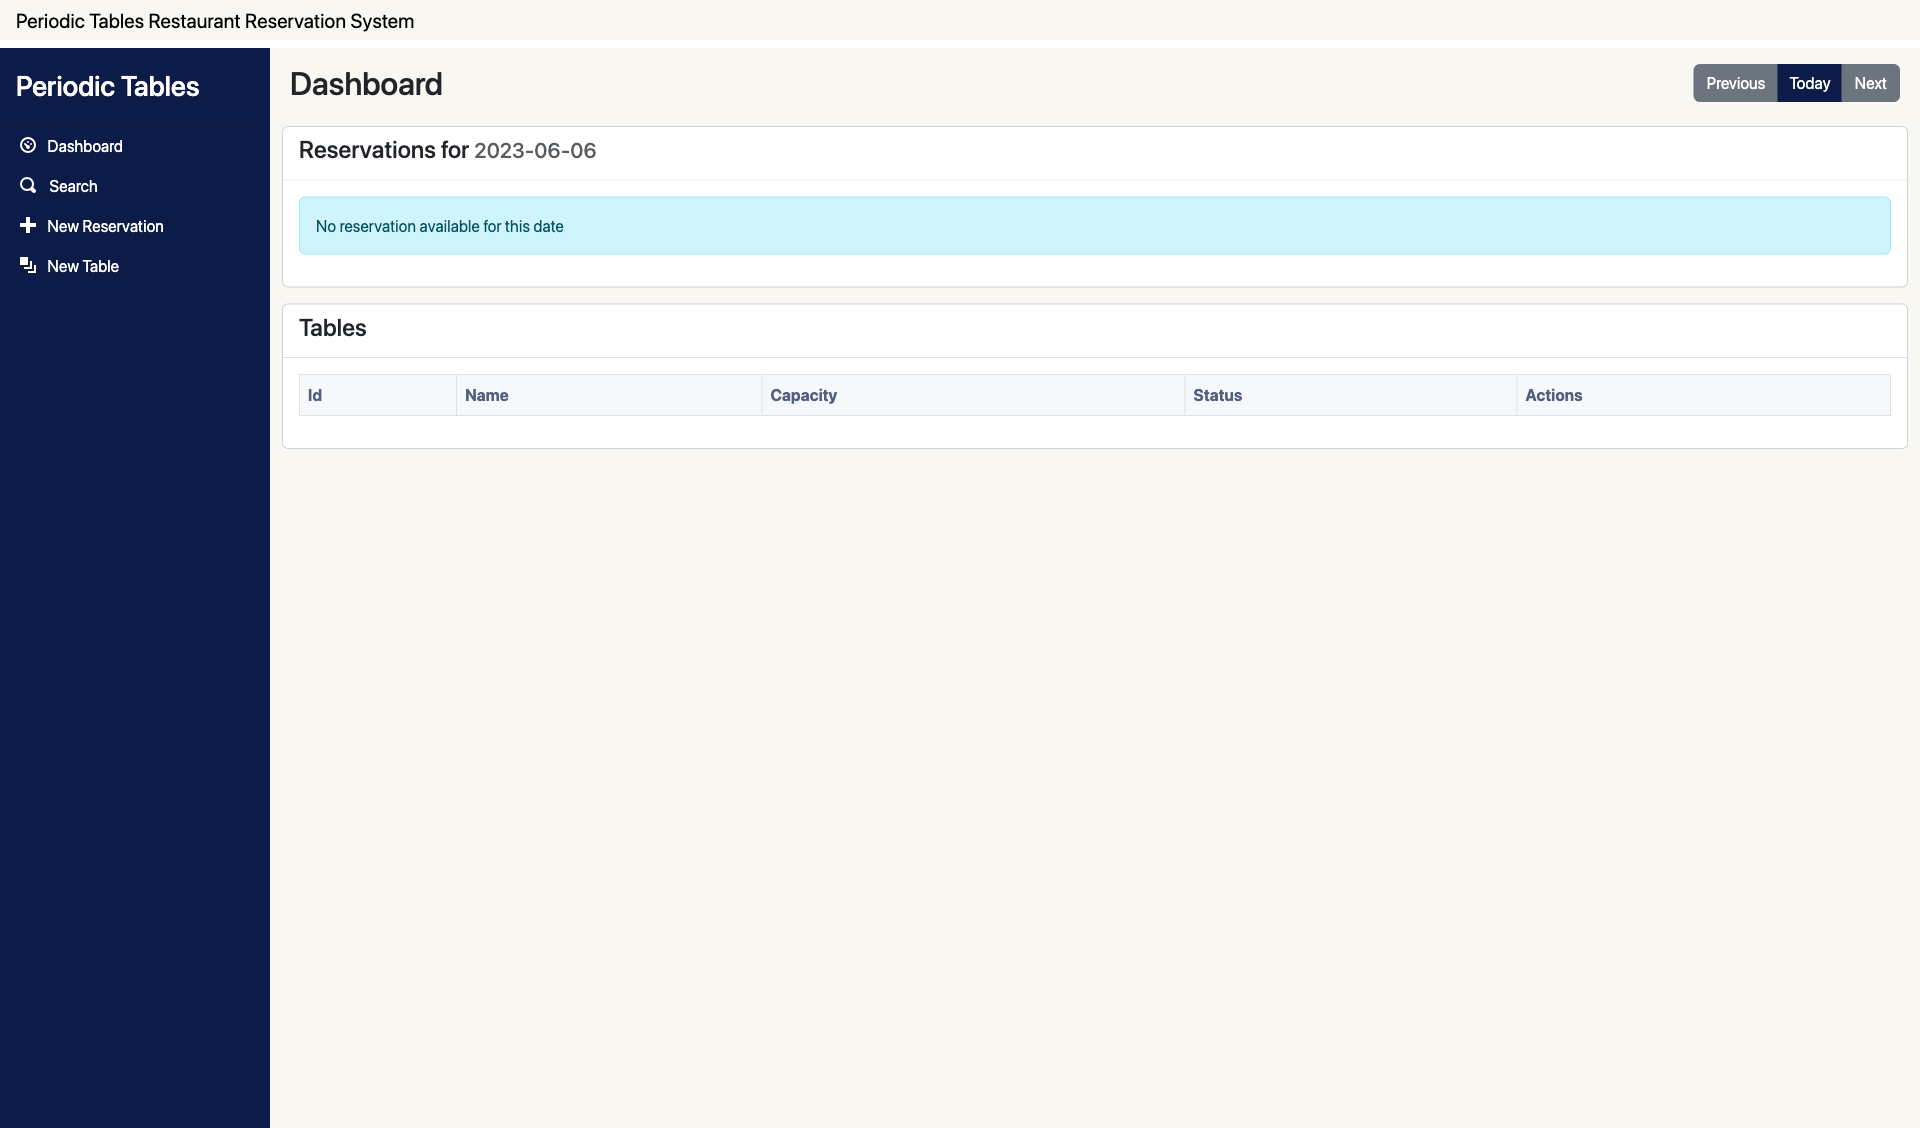 Periodic Tables Restaurant Reservation System
Periodic Tables
Dashboard
Search
New Reservation
New Table
Dashboard
Previous Today Next
Reservations for 2023-06-06
No reservation available for this date
Tables
Id Name Capacity Status Actions